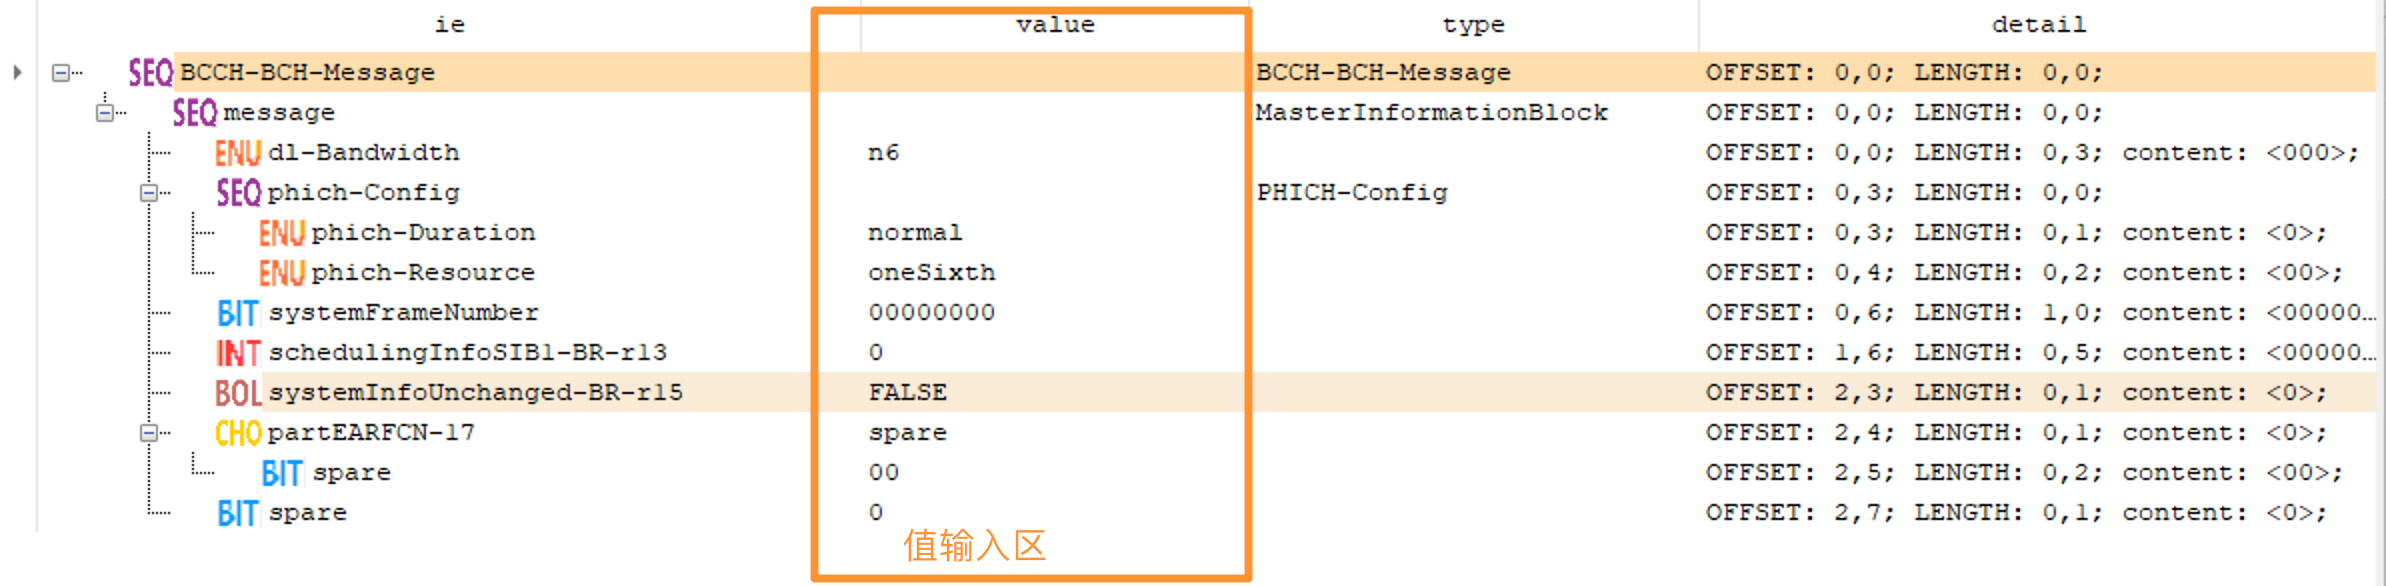 ie value type detail
SEQ BCCH-BCH-Message BCCH-BCH-Message OFFSET: 0,0; LENGTH: 0,0;
SEQ message MasterInformationBlock OFFSET: 0,0; LENGTH: 0,0;
ENU dl-Bandwidth n6 OFFSET: 0,0; LENGTH: 0,3; content: <000>;
SEQ phich-Config PHICH-Config OFFSET: 0,3; LENGTH: 0,0;
ENU phich-Duration normal OFFSET: 0,3; LENGTH: 0,1; content: <0>;
ENU phich-Resource oneSixth OFFSET: 0,4; LENGTH: 0,2; content: <00>;
BIT systemFrameNumber 00000000 OFFSET: 0,6; LENGTH: 1,0; content: <00000...
INT schedulingInfoSIB1-BR-r13 0 OFFSET: 1,6; LENGTH: 0,5; content: <00000...
BOL systemInfoUnchanged-BR-r15 FALSE OFFSET: 2,3; LENGTH: 0,1; content: <0>;
CHO partEARFCN-17 spare OFFSET: 2,4; LENGTH: 0,1; content: <0>;
BIT spare 00 OFFSET: 2,5; LENGTH: 0,2; content: <00>;
BIT spare 0 OFFSET: 2,7; LENGTH: 0,1; content: <0>;
值输入区